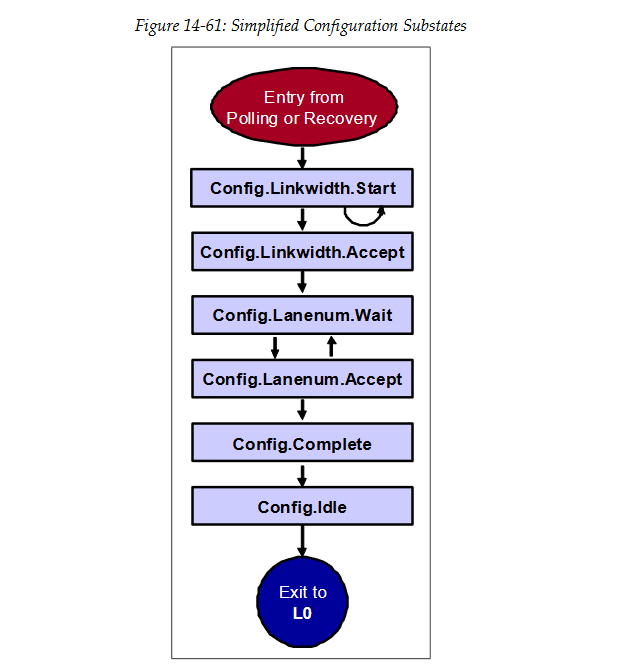 Figure 14-61: Simplified Configuration Substates
Entry from
Polling or Recovery
Config.Linkwidth.Start
Config.Linkwidth.Accept
Config.Lanenum.Wait
Config.Lanenum.Accept
Config.Complete
Config.Idle
Exit to
L0